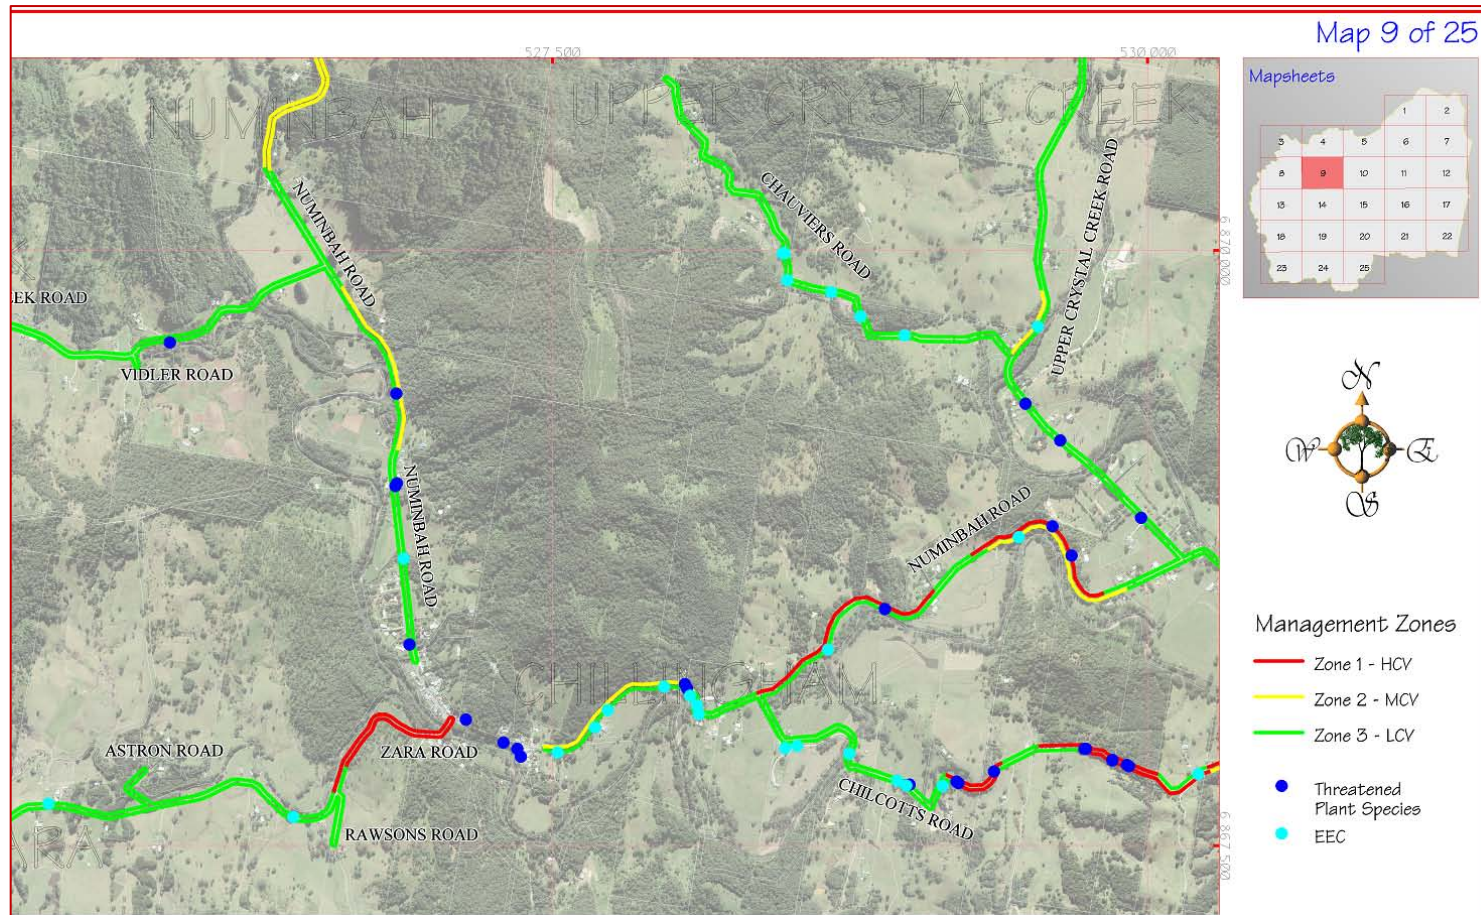 Map 9 of 25
527,500
530,000
Mapsheets
1 2
3 4 5 6 7
8 9 10 11 12
13 14 15 16 17
18 19 20 21 22
23 24 25
NUMINBAH
UPPER CRYSTAL CREEK
NUMINBAH ROAD
CHAUVIERS ROAD
UPPER CRYSTAL CREEK ROAD
6,870,000
EEK ROAD
VIDLER ROAD
N
W E
S
NUMINBAH ROAD
NUMINBAH ROAD
CHILLINGHAM
Management Zones
Zone 1 - HCV
Zone 2 - MCV
Zone 3 - LCV
Threatened
Plant Species
EEC
ASTRON ROAD
ZARA ROAD
CHILCOTTS ROAD
RAWSONS ROAD
ARA
6,867,500